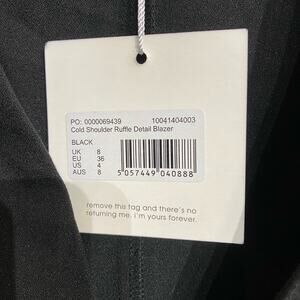 PO: 0000069439 10041404003
Cold Shoulder Ruffle Detail Blazer
BLACK
UK 8
EU 36
US 4
AUS 8
5 057449 040888
remove this tag and there's no
returning me. i'm yours forever.